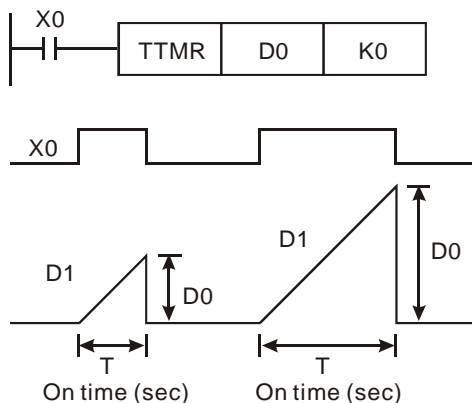 X0
TTMR D0 K0
X0
D1 D0 D1 D0
T T
On time (sec) On time (sec)